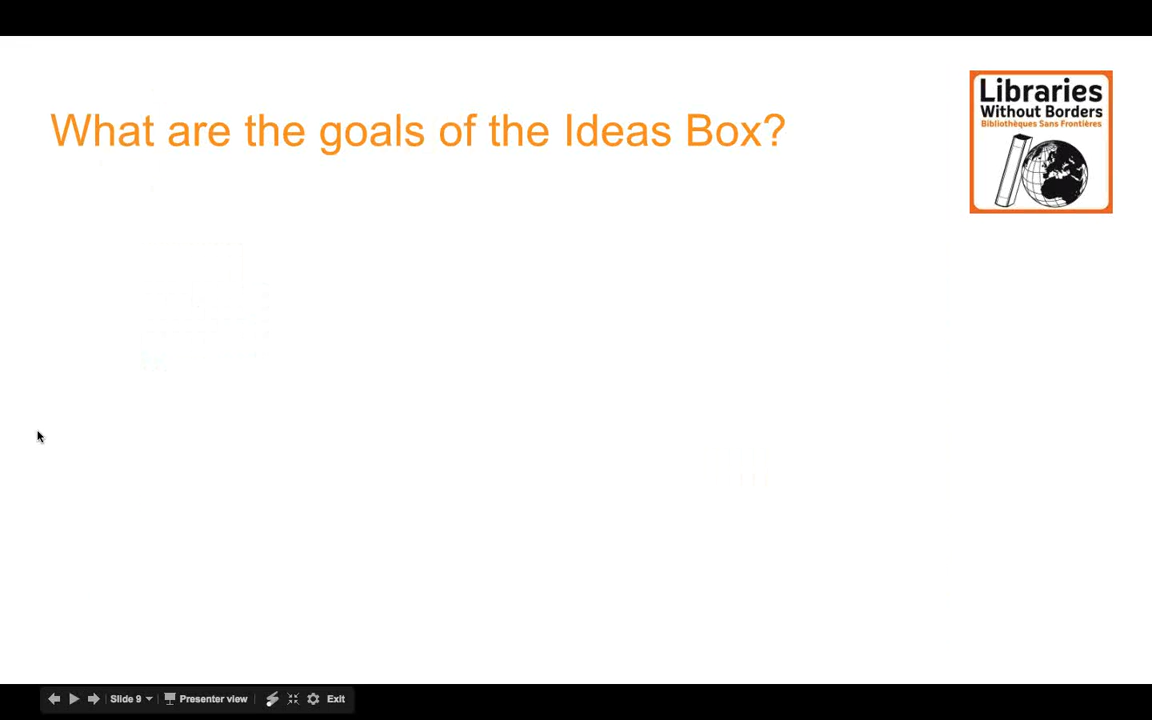 What are the goals of the Ideas Box?
Libraries
Without Borders
Bibliothèques Sans Frontières
Slide 9
Presenter view
Exit